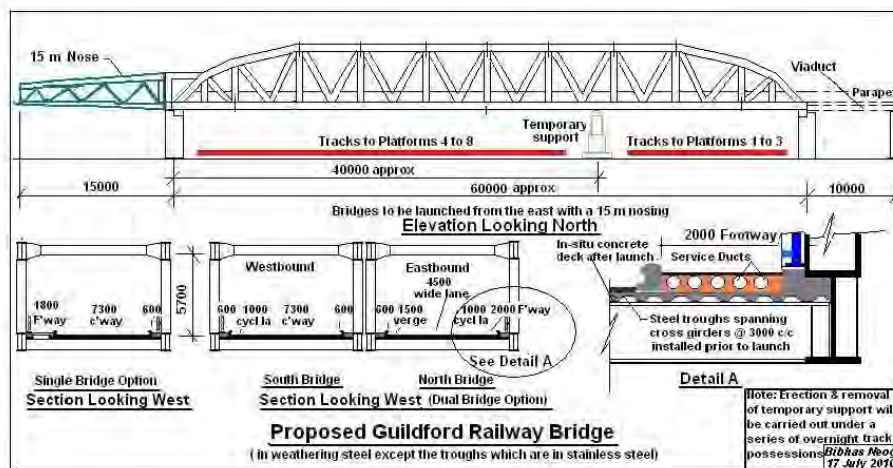 15 m Nose
Viaduct
Parape
Temporary
support
Tracks to Platforms 4 to 8
Tracks to Platforms 1 to 3
40000 approx
15000
60000 approx
10000
Bridges to be launched from the east with a 15 m nosing
Elevation Looking North
In-situ concrete
deck after launch
2000 Footway
Service Ducts
Westbound
Eastbound
4500
wide lane
5700
1800
F'way
7300
c'way
600
600 1000
cycl la
7300
c'way
600
600 1500
verge
1000
cycl la
2000
F'way
See Detail A
Steel troughs spanning
cross girders @ 3000 c/c
installed prior to launch
Single Bridge Option
Section Looking West
South Bridge
North Bridge
Section Looking West (Dual Bridge Option)
Detail A
Proposed Guildford Railway Bridge
( in weathering steel except the troughs which are in stainless steel)
Note: Erection & removal
of temporary support wil
be carried out under a
series of overnight track
possessions
Bibhas Neo
17 July 201